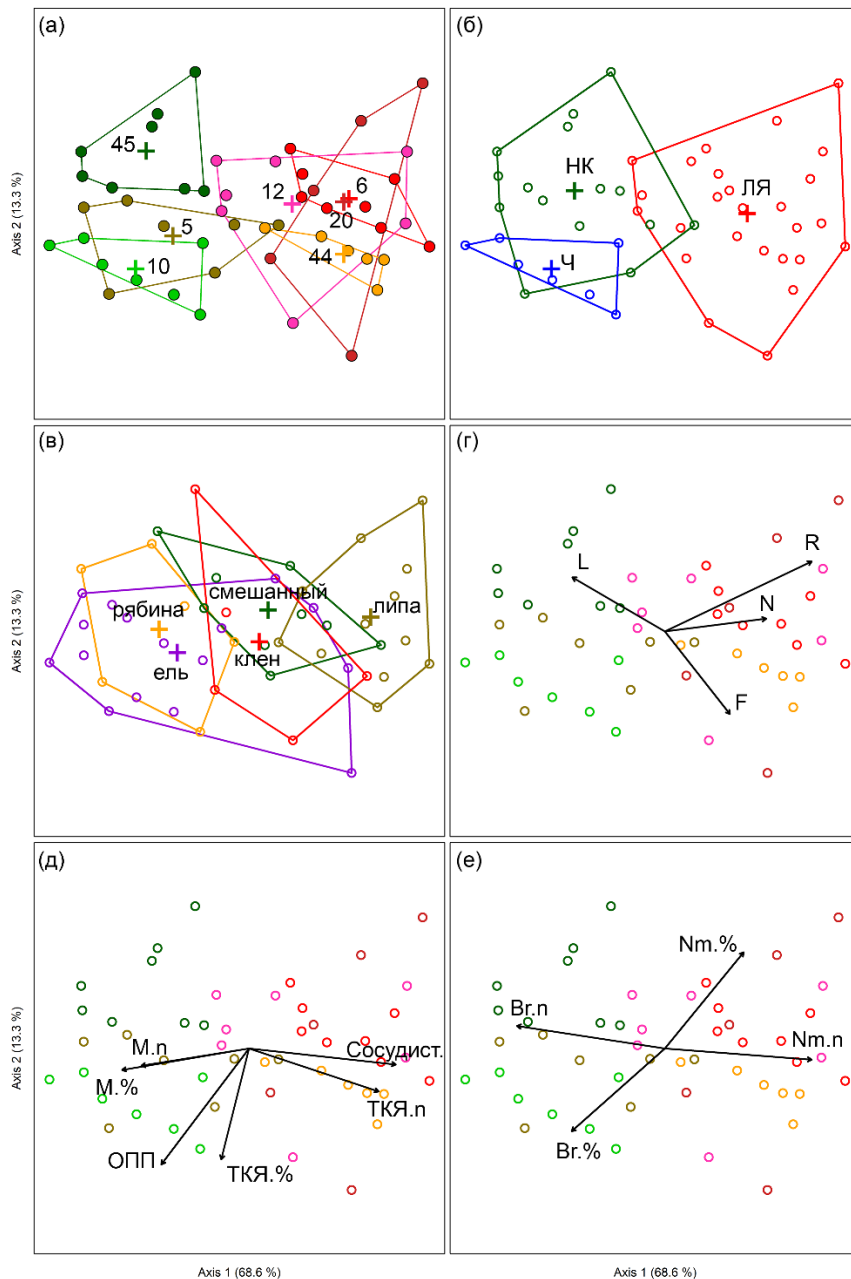 (а)
45
12
6
20
5
44
10
Axis 2 (13.3 %)
(б)
НК
ЛЯ
Ч
(в)
смешанный
липа
рябина
клен
ель
Axis 2 (13.3 %)
(г)
L
R
N
F
(д)
M.n
Сосудист.
M.%
ТКЯ.n
ОПП
ТКЯ.%
Axis 2 (13.3 %)
Axis 1 (68.6 %)
(е)
Nm.%
Br.n
Nm.n
Br.%
Axis 1 (68.6 %)